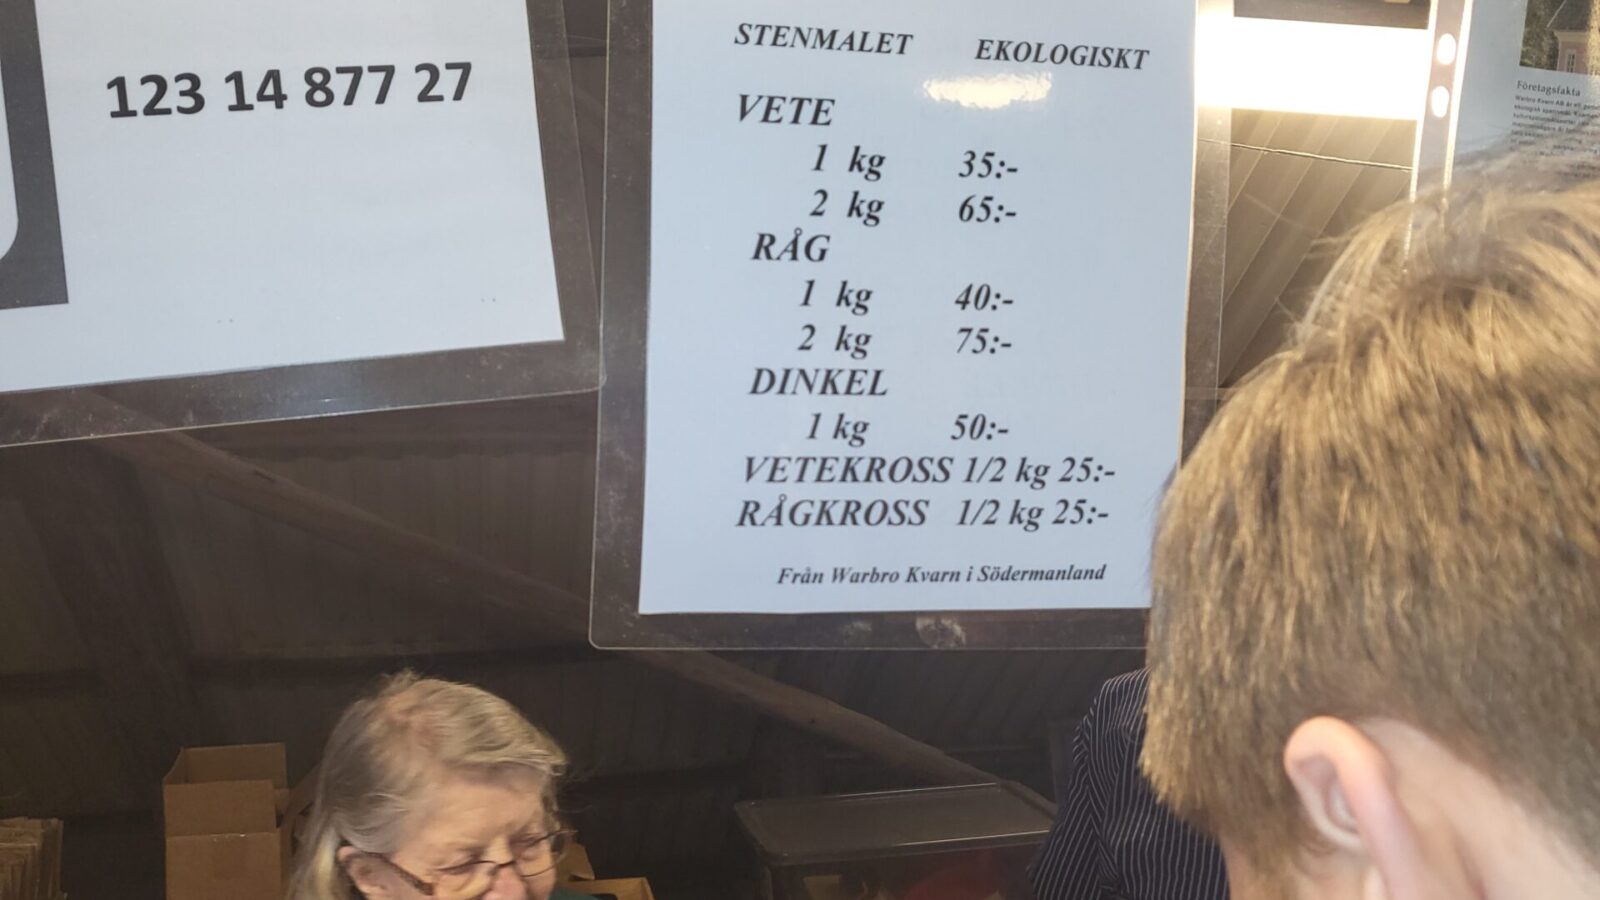 123 14 877 27
STENMALET EKOLOGISKT
VETE
1 kg 35:-
2 kg 65:-
RÅG
1 kg 40:-
2 kg 75:-
DINKEL
1 kg 50:-
VETEKROSS 1/2 kg 25:-
RÅGKROSS 1/2 kg 25:-
Från Warbro Kvarn i Södermanland
Företagsfakta